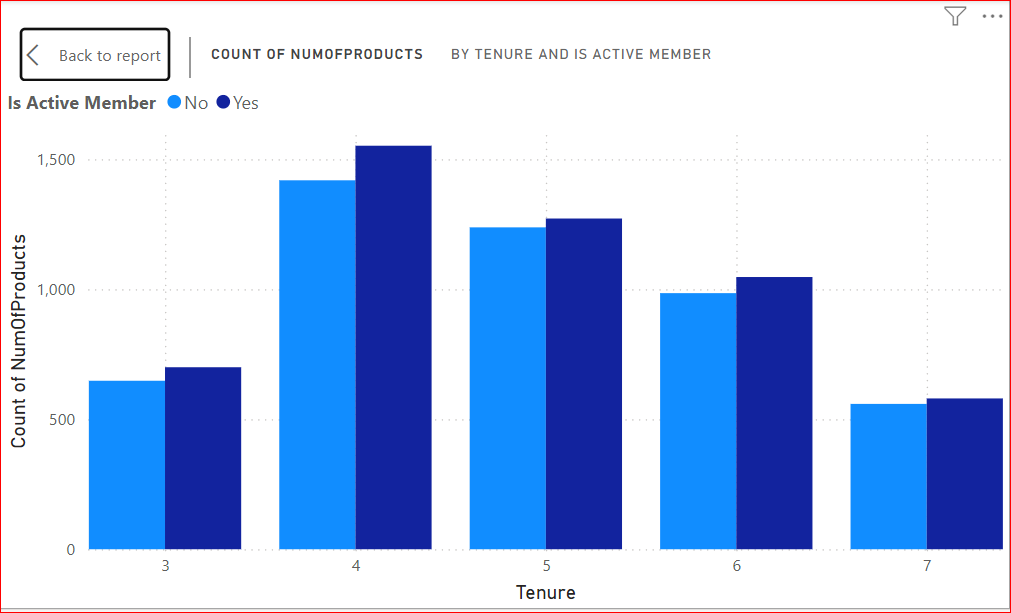 Back to report
COUNT OF NUMOFPRODUCTS
BY TENURE AND IS ACTIVE MEMBER
Is Active Member No Yes
Count of NumOfProducts
1,500
1,000
500
0
3 4 5 6 7
Tenure